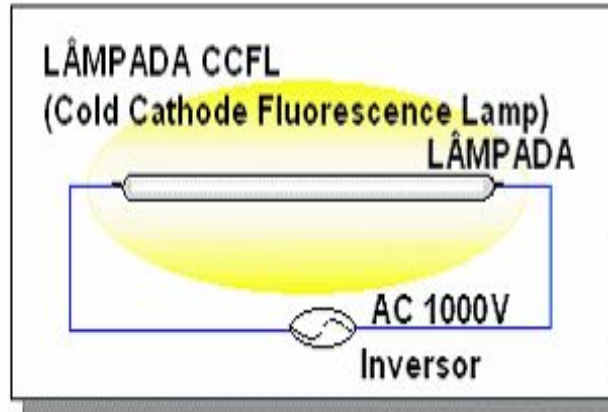 LÂMPADA CCFL
(Cold Cathode Fluorescence Lamp)
LÂMPADA
AC 1000V
Inversor